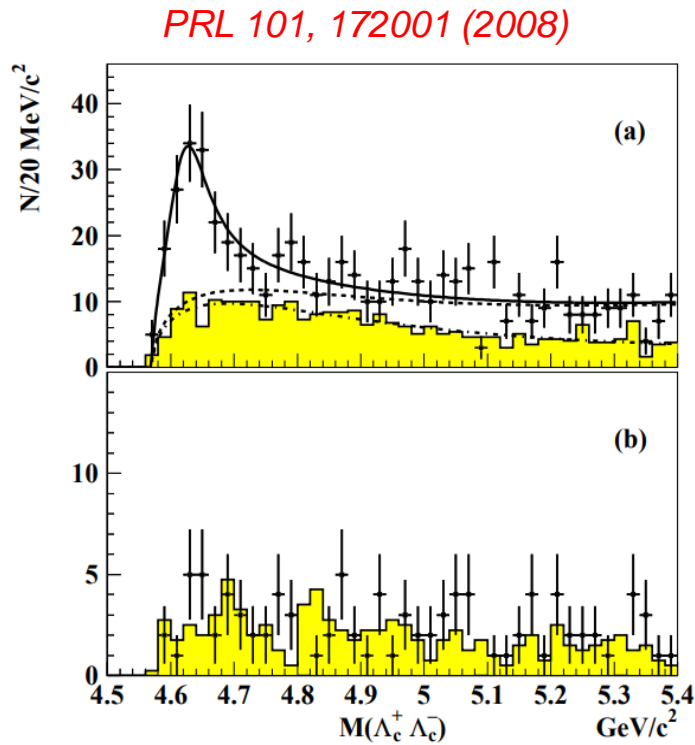 PRL 101, 172001 (2008)
N/20 MeV/c²
40
30
20
10
0
(a)
10
5
0
(b)
4.5 4.6 4.7 4.8 4.9 5 5.1 5.2 5.3 5.4
M(Λc⁺ Λc⁻) GeV/c²